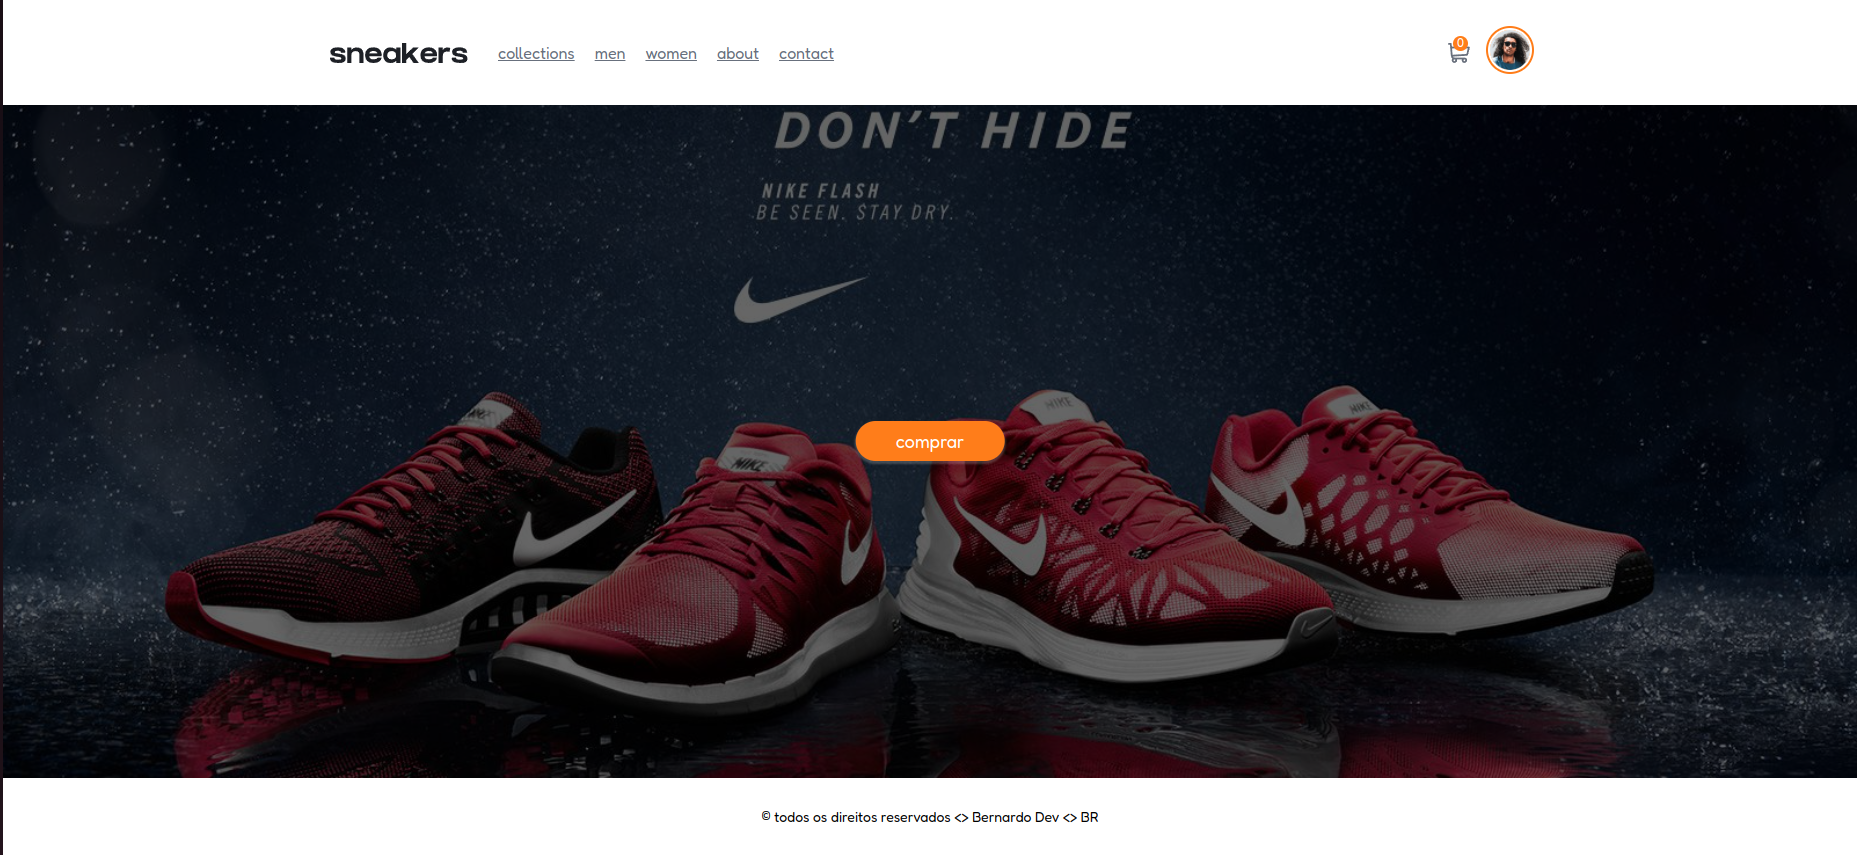 sneakers collections men women about contact 0
DON'T HIDE
NIKE FLASH
BE SEEN. STAY DRY.
NIKE
NIKE
NIKE
comprar
© todos os direitos reservados <> Bernardo Dev <> BR